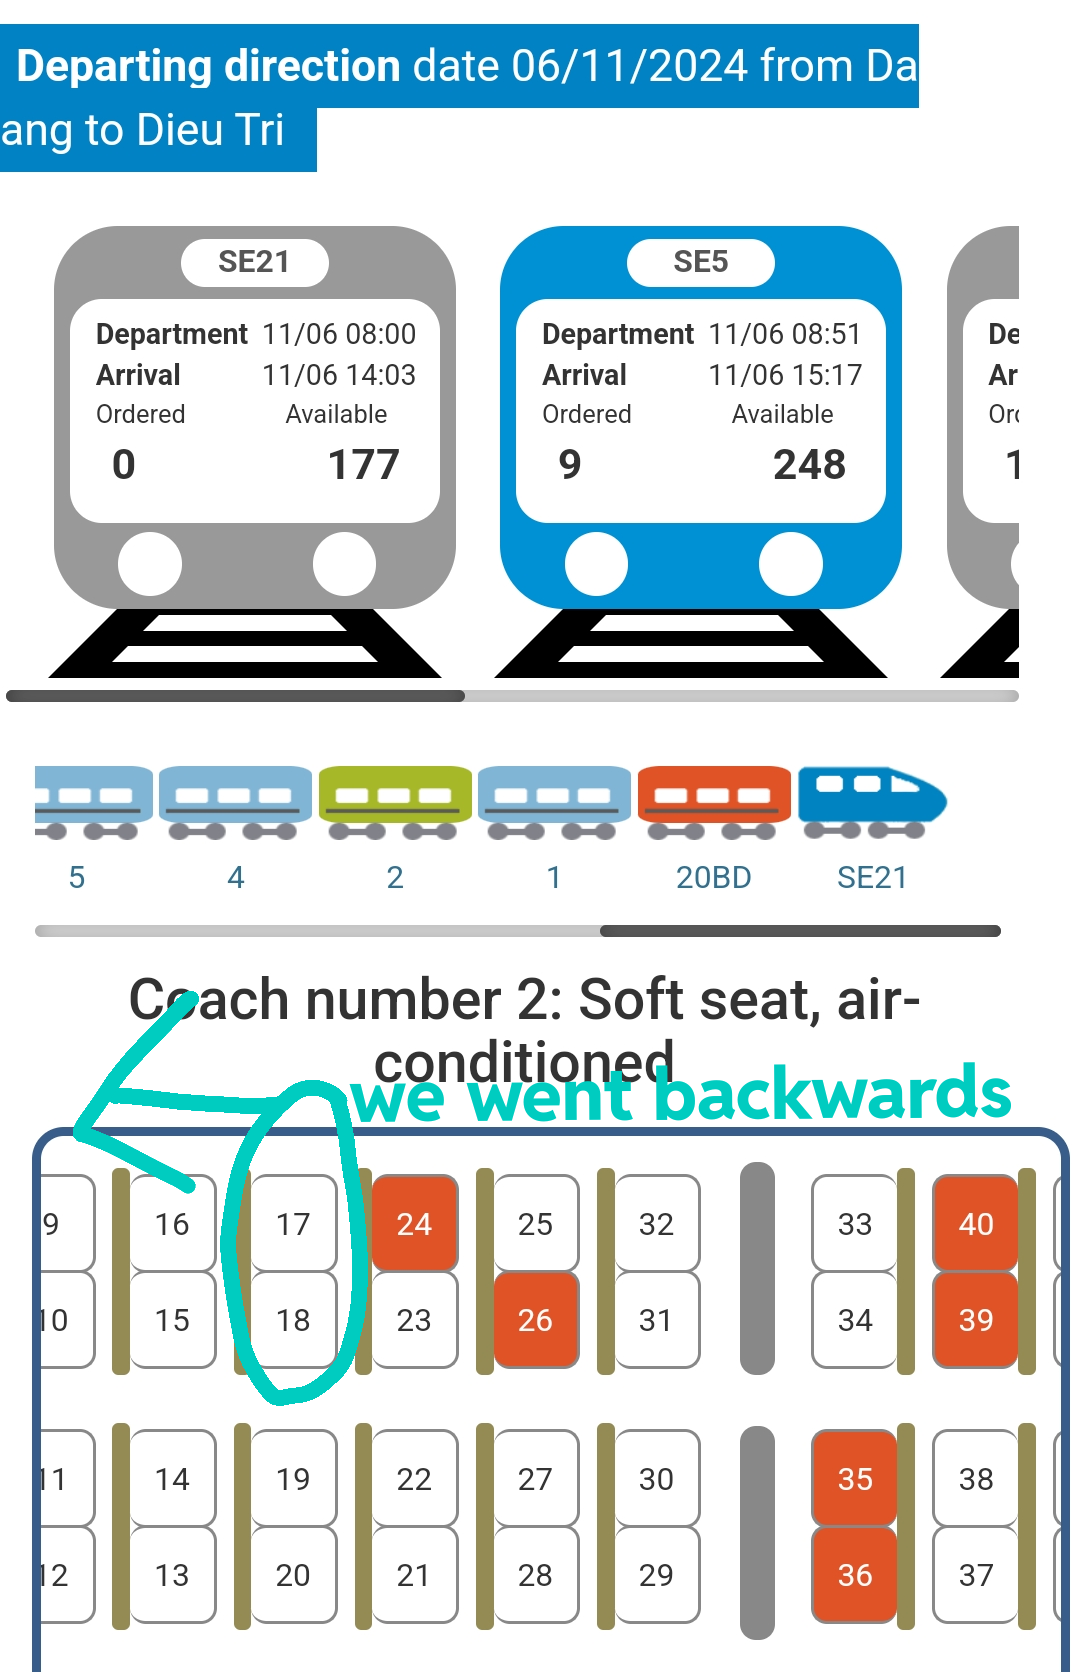 Departing direction date 06/11/2024 from Da
ang to Dieu Tri
SE21
Department 11/06 08:00
Arrival 11/06 14:03
Ordered Available
0 177
SE5
Department 11/06 08:51
Arrival 11/06 15:17
Ordered Available
9 248
De
Ar
Orc
1
5 4 2 1 20BD SE21
Coach number 2: Soft seat, air-
conditioned
we went backwards
9 16 17 24 25 32 33 40
10 15 18 23 26 31 34 39
11 14 19 22 27 30 35 38
12 13 20 21 28 29 36 37